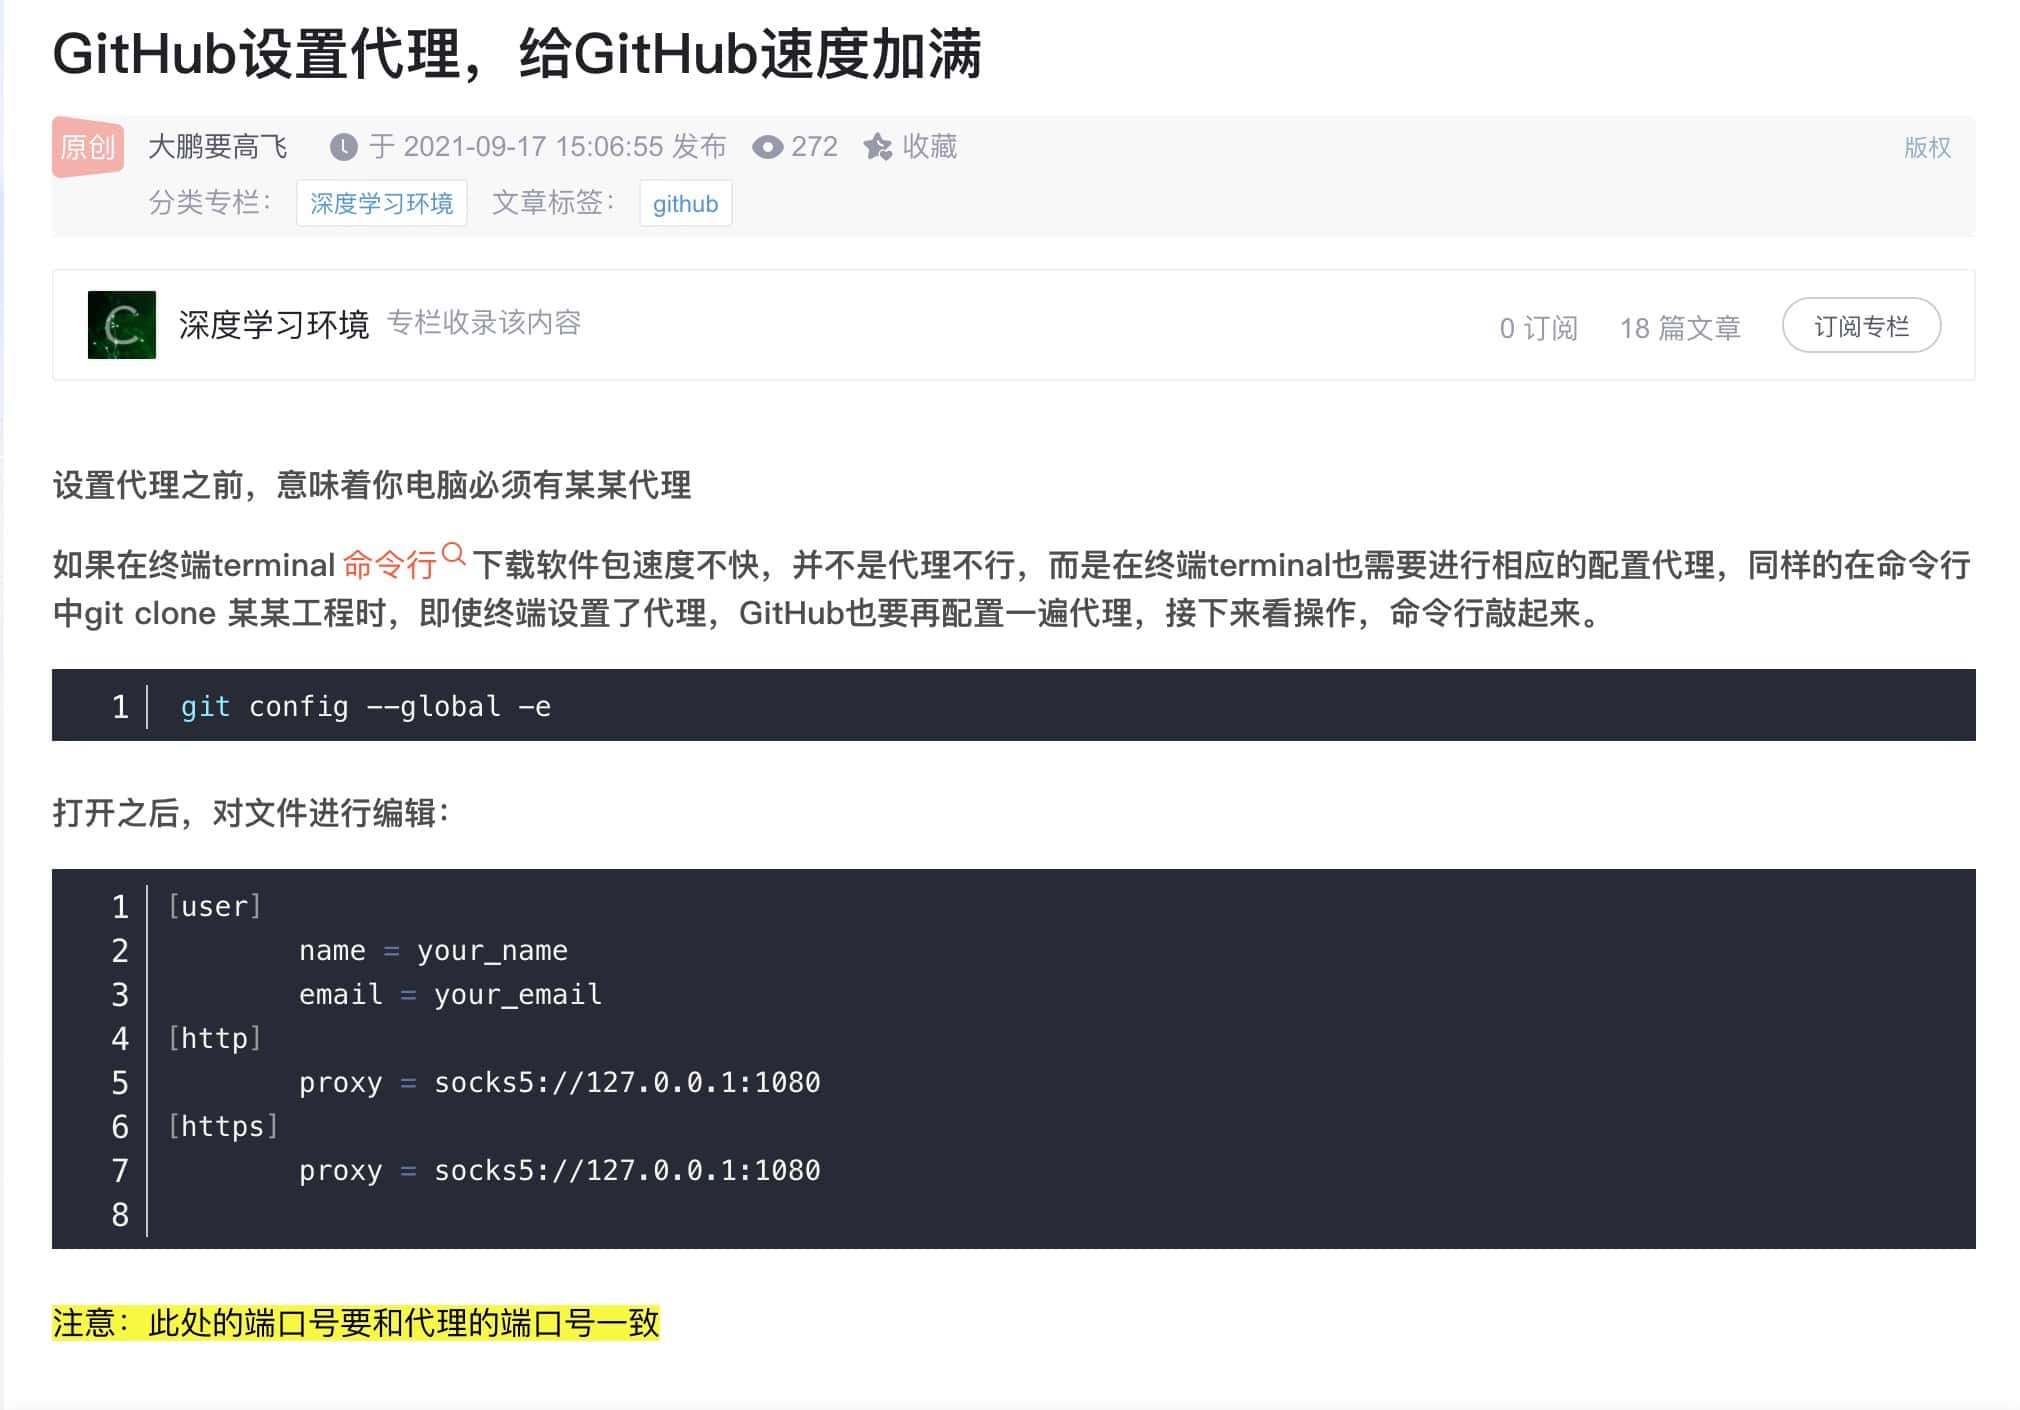 GitHub设置代理，给GitHub速度加满
原创 大鹏要高飞 于 2021-09-17 15:06:55 发布 272 收藏 版权
分类专栏： 深度学习环境 文章标签： github
深度学习环境 专栏收录该内容 0 订阅 18 篇文章 订阅专栏
设置代理之前，意味着你电脑必须有某某代理
如果在终端terminal 命令行 下载软件包速度不快，并不是代理不行，而是在终端terminal也需要进行相应的配置代理，同样的在命令行
中git clone 某某工程时，即使终端设置了代理，GitHub也要再配置一遍代理，接下来看操作，命令行敲起来。
1 git config --global -e
打开之后，对文件进行编辑：
1 [user]
2 name = your_name
3 email = your_email
4 [http]
5 proxy = socks5://127.0.0.1:1080
6 [https]
7 proxy = socks5://127.0.0.1:1080
8
注意：此处的端口号要和代理的端口号一致